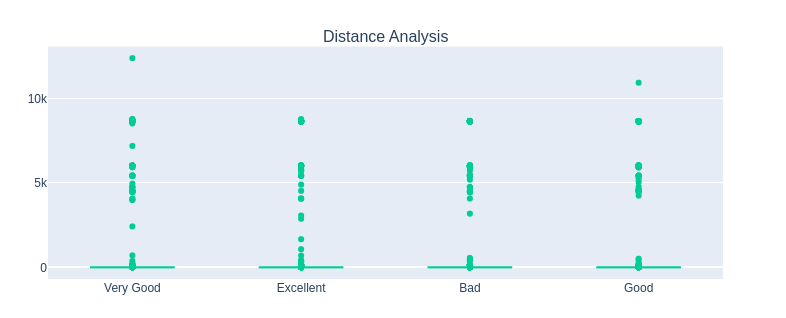 Distance Analysis
10k
5k
0
Very Good Excellent Bad Good